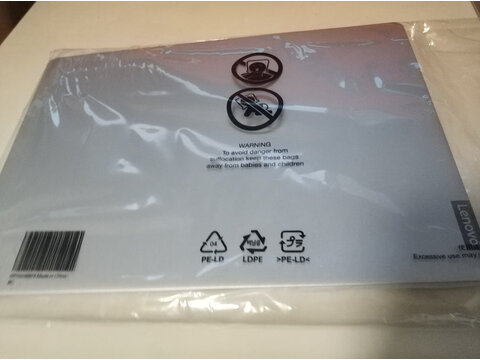 WARNING
To avoid danger from
suffocation keep these bags
away from babies and children
04
PE-LD
LDPE
>PE-LD<
Lenovo
Excessive use may
Made in China